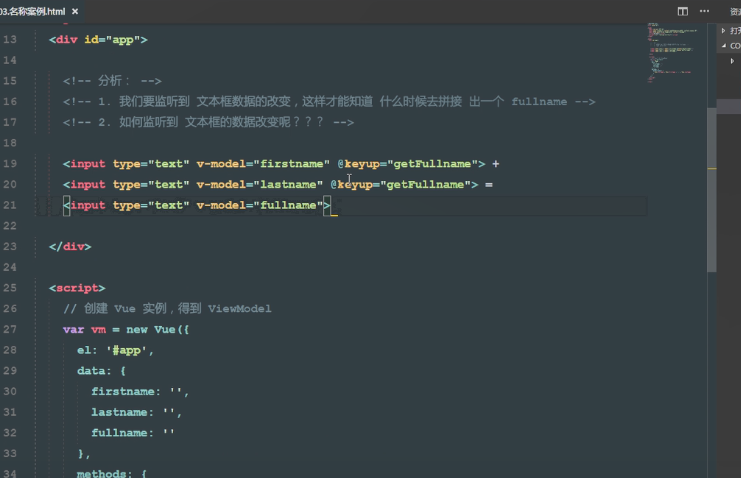 03.名称案例.html ×
13 <div id="app">
14
15 <!-- 分析： -->
16 <!-- 1. 我们要监听到 文本框数据的改变，这样才能知道 什么时候去拼接 出一个 fullname -->
17 <!-- 2. 如何监听到 文本框的数据改变呢？？？ -->
18
19 <input type="text" v-model="firstname" @keyup="getFullname"> +
20 <input type="text" v-model="lastname" @keyup="getFullname"> =
21 <input type="text" v-model="fullname">
22
23 </div>
24
25 <script>
26 // 创建 Vue 实例，得到 ViewModel
27 var vm = new Vue({
28 el: '#app',
29 data: {
30 firstname: '',
31 lastname: '',
32 fullname: ''
33 },
34 methods: {